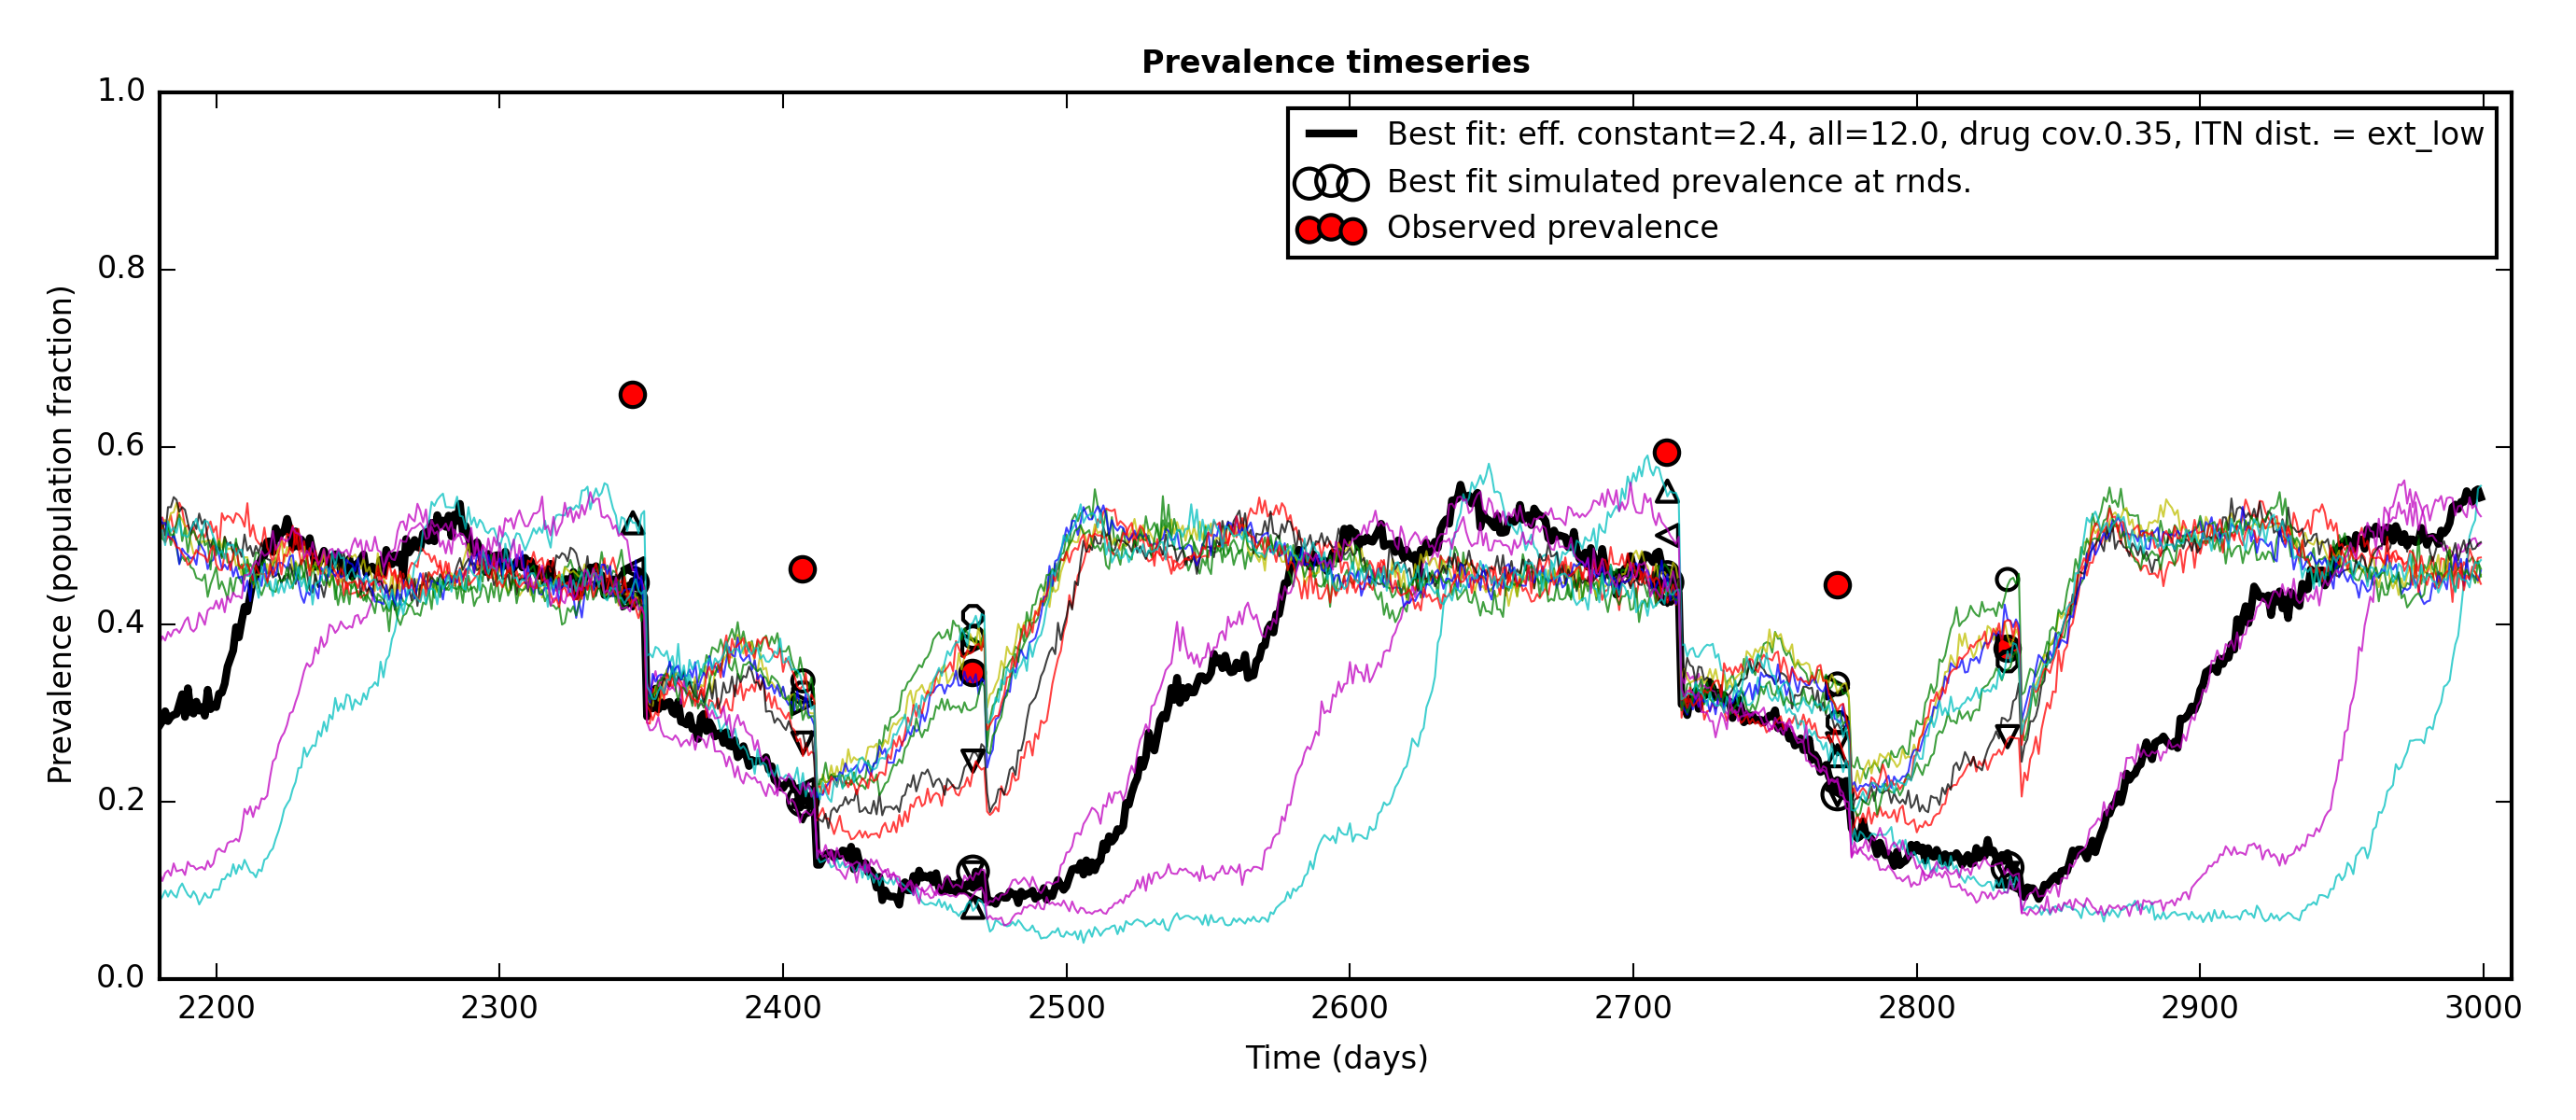 Prevalence timeseries
1.0
0.8
0.6
0.4
0.2
0.0
Prevalence (population fraction)
Best fit: eff. constant=2.4, all=12.0, drug cov.0.35, ITN dist. = ext_low
Best fit simulated prevalence at rnds.
Observed prevalence
2200 2300 2400 2500 2600 2700 2800 2900 3000
Time (days)